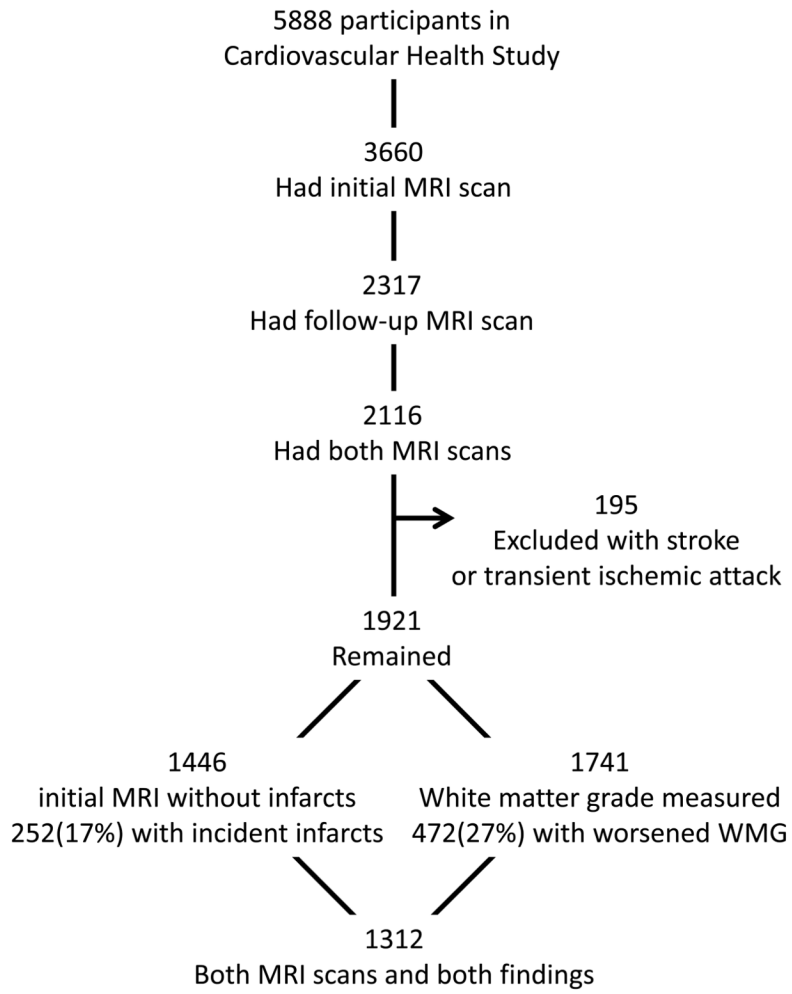 5888 participants in
Cardiovascular Health Study
3660
Had initial MRI scan
2317
Had follow-up MRI scan
2116
Had both MRI scans
195
Excluded with stroke
or transient ischemic attack
1921
Remained
1446
initial MRI without infarcts
252(17%) with incident infarcts
1741
White matter grade measured
472(27%) with worsened WMG
1312
Both MRI scans and both findings